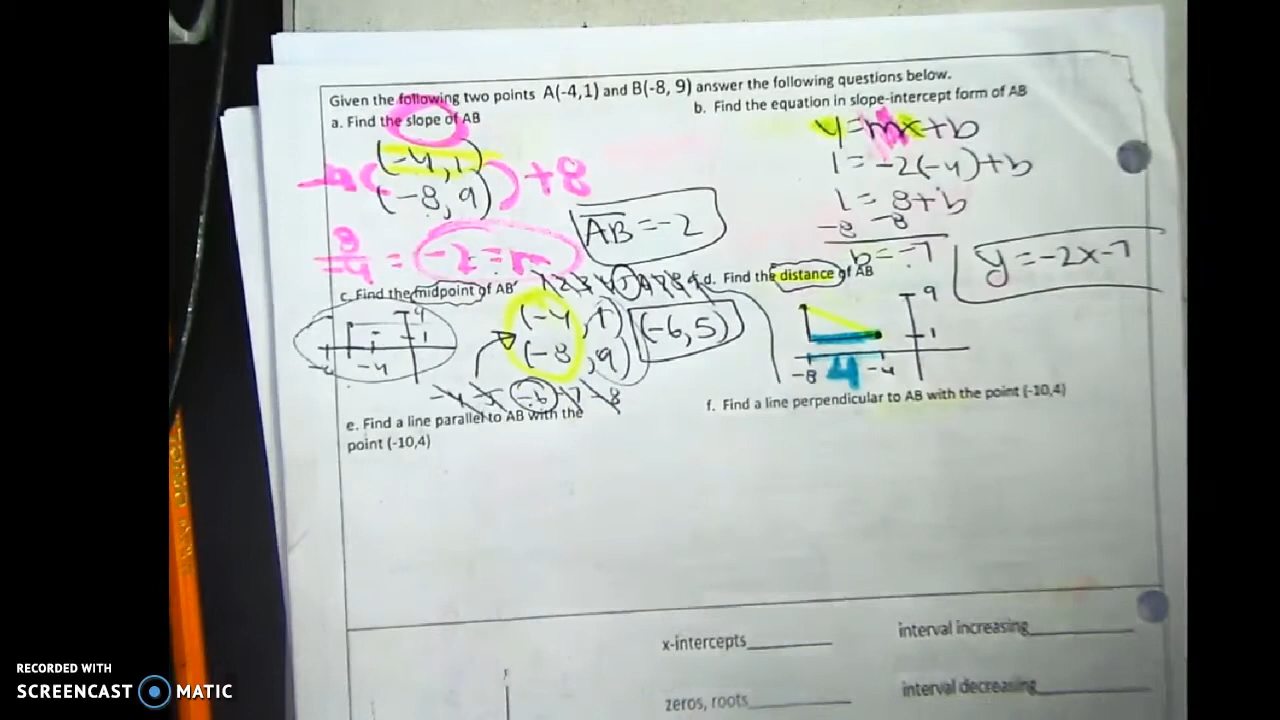 Given the following two points A(-4,1) and B(-8, 9) answer the following questions below.
a. Find the slope of AB
b. Find the equation in slope-intercept form of AB
(-4, 1)
(-8, 9)
+8
= -2 = m
AB = -2
y=mx+b
1 = -2(-4)+b
1 = 8+b
-8 -8
b = -7
y = -2x-7
c. Find the midpoint of AB
(-4, 1)
(-8, 9)
(-6, 5)
-6
9
1
-4
d. Find the distance of AB
9
1
-8 4 -4
e. Find a line parallel to AB with the
point (-10,4)
f. Find a line perpendicular to AB with the point (-10,4)
x-intercepts
interval increasing
zeros, roots
interval decreasing
RECORDED WITH
SCREENCAST MATIC